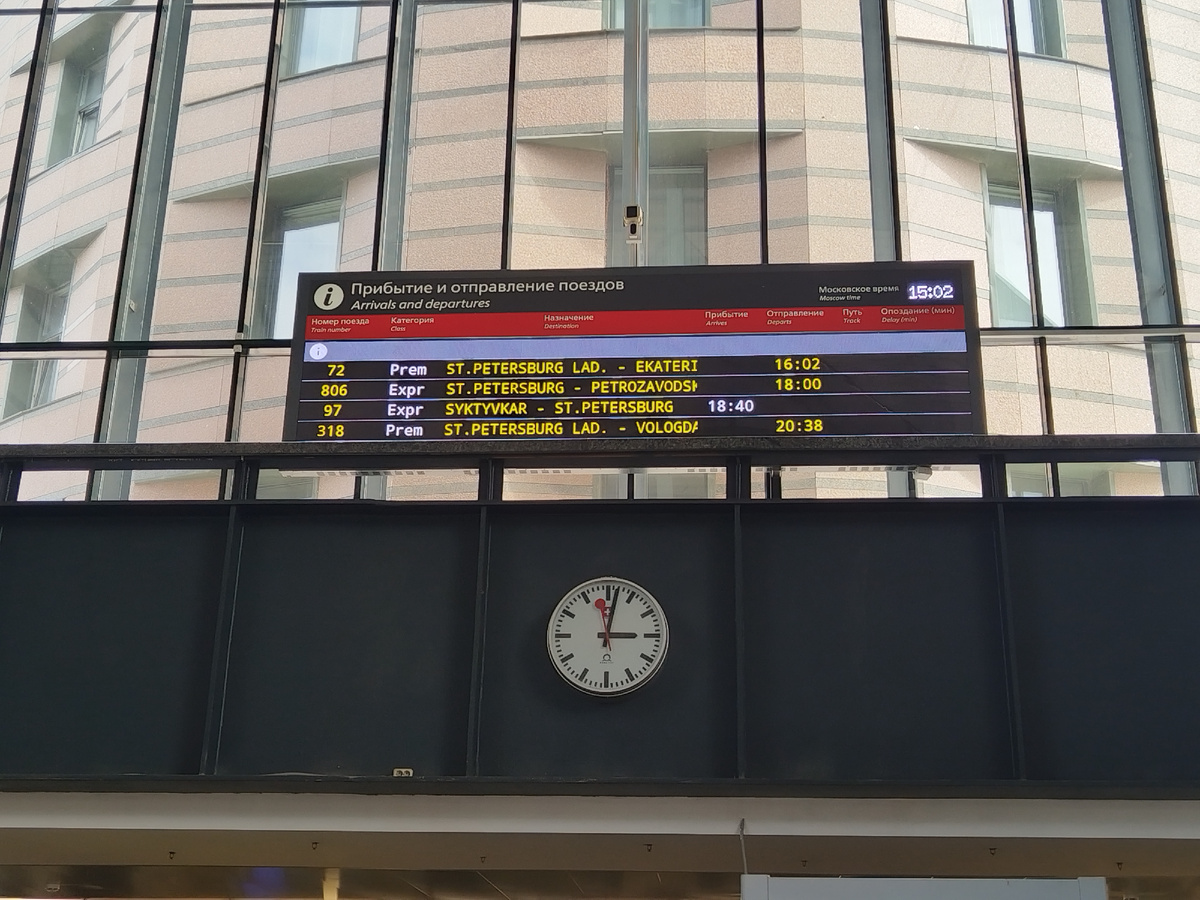 Прибытие и отправление поездов
Arrivals and departures
Московское время 15:02
Moscow time
Номер поезда Категория Назначение Прибытие Отправление Путь Опоздание (мин)
Train number Class Destination Arrives Departs Track Delay (min)
72 Prem ST.PETERSBURG LAD. - EKATERI 16:02
806 Expr ST.PETERSBURG - PETROZAVODSK 18:00
97 Expr SYKTYVKAR - ST.PETERSBURG 18:40
318 Prem ST.PETERSBURG LAD. - VOLOGDA 20:38